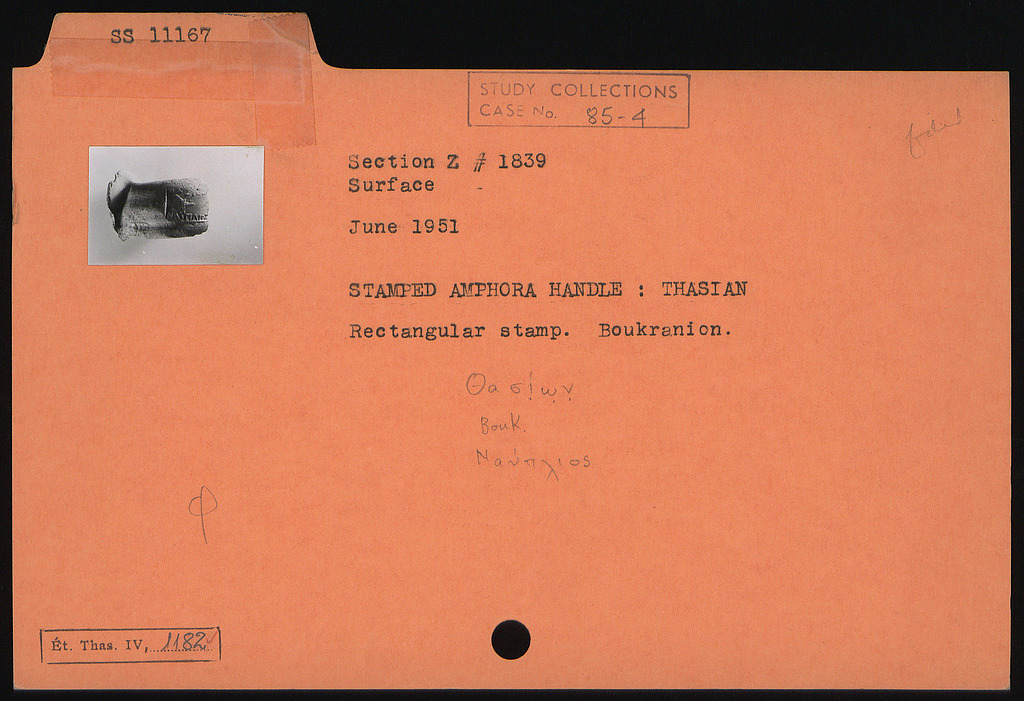 SS 11167
STUDY COLLECTIONS
CASE No. 85-4
Section Z # 1839
Surface -
June 1951
STAMPED AMPHORA HANDLE : THASIAN
Rectangular stamp. Boukranion.
Θασίων
Bouk.
Ναύπλιος
φ
Ét. Thas. IV, 1182